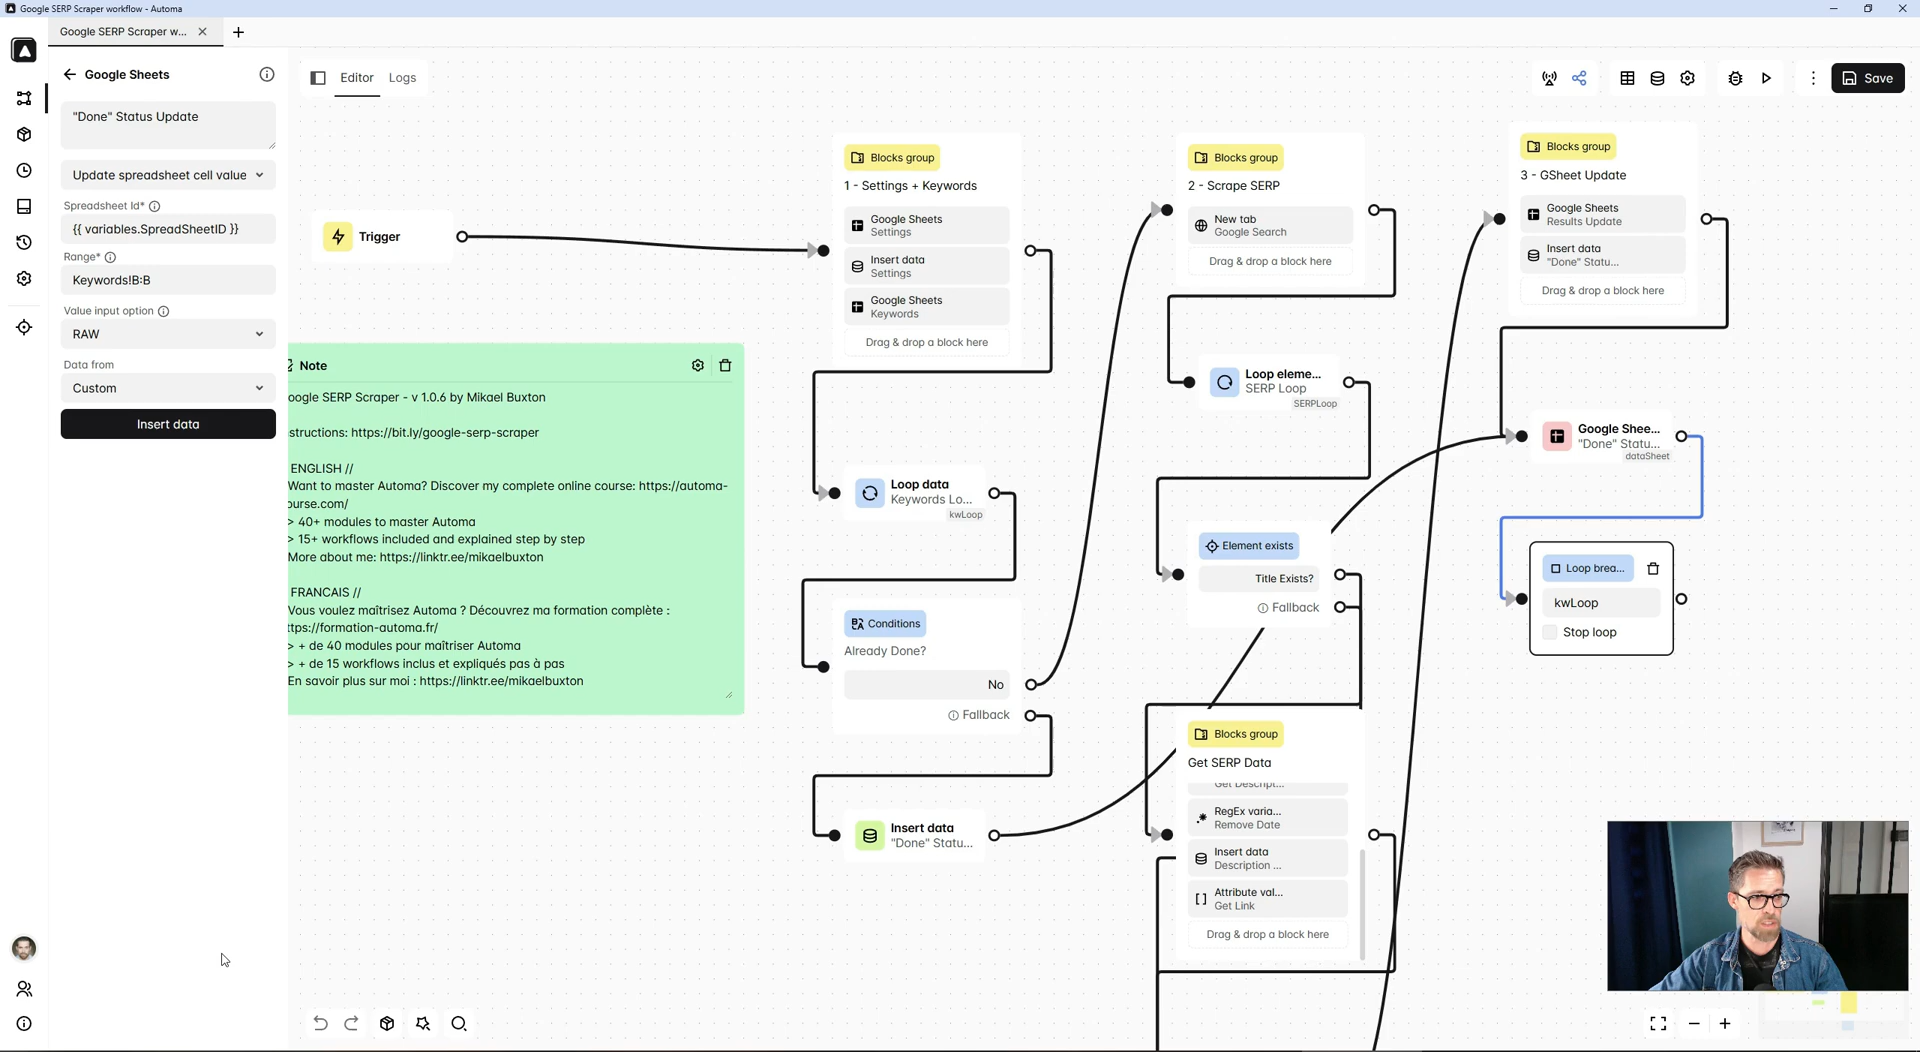 Google SERP Scraper workflow - Automa
Google SERP Scraper w...
Google Sheets
Editor
Logs
Save
"Done" Status Update
Update spreadsheet cell value
Spreadsheet Id*
{{ variables.SpreadSheetID }}
Range*
Keywords!B:B
Value input option
RAW
Data from
Custom
Insert data
Trigger
Note
oogle SERP Scraper - v 1.0.6 by Mikael Buxton
structions: https://bit.ly/google-serp-scraper
ENGLISH //
Want to master Automa? Discover my complete online course: https://automa-
ourse.com/
> 40+ modules to master Automa
> 15+ workflows included and explained step by step
More about me: https://linktr.ee/mikaelbuxton
FRANCAIS //
Vous voulez maîtrisez Automa ? Découvrez ma formation complète :
ttps://formation-automa.fr/
> + de 40 modules pour maîtriser Automa
> + de 15 workflows inclus et expliqués pas à pas
En savoir plus sur moi : https://linktr.ee/mikaelbuxton
Blocks group
1 - Settings + Keywords
Google Sheets
Settings
Insert data
Settings
Google Sheets
Keywords
Drag & drop a block here
Loop data
Keywords Lo...
kwLoop
Conditions
Already Done?
No
Fallback
Insert data
"Done" Statu...
Blocks group
2 - Scrape SERP
New tab
Google Search
Drag & drop a block here
Loop eleme...
SERP Loop
SERPLoop
Element exists
Title Exists?
Fallback
Blocks group
Get SERP Data
Get Descript...
RegEx varia...
Remove Date
Insert data
Description ...
Attribute val...
Get Link
Drag & drop a block here
Blocks group
3 - GSheet Update
Google Sheets
Results Update
Insert data
"Done" Statu...
Drag & drop a block here
Google Shee...
"Done" Statu...
dataSheet
Loop brea...
kwLoop
Stop loop